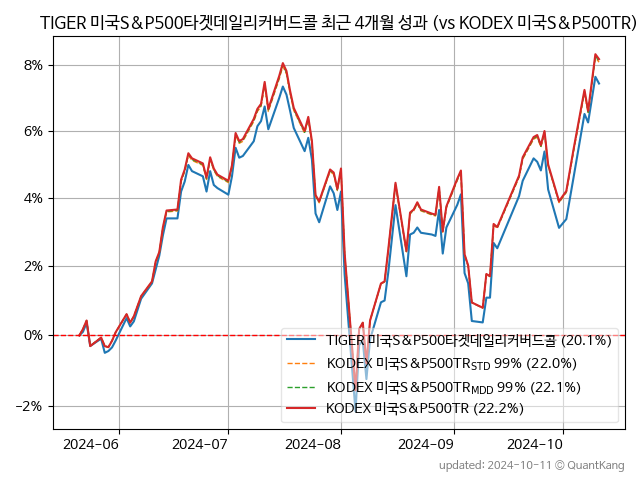 TIGER 미국S&P500타겟데일리커버드콜 최근 4개월 성과 (vs KODEX 미국S&P500TR)
8%
6%
4%
2%
0%
−2%
TIGER 미국S&P500타겟데일리커버드콜 (20.1%)
KODEX 미국S&P500TR_STD 99% (22.0%)
KODEX 미국S&P500TR_MDD 99% (22.1%)
KODEX 미국S&P500TR (22.2%)
2024-06 2024-07 2024-08 2024-09 2024-10
updated: 2024-10-11 © QuantKang